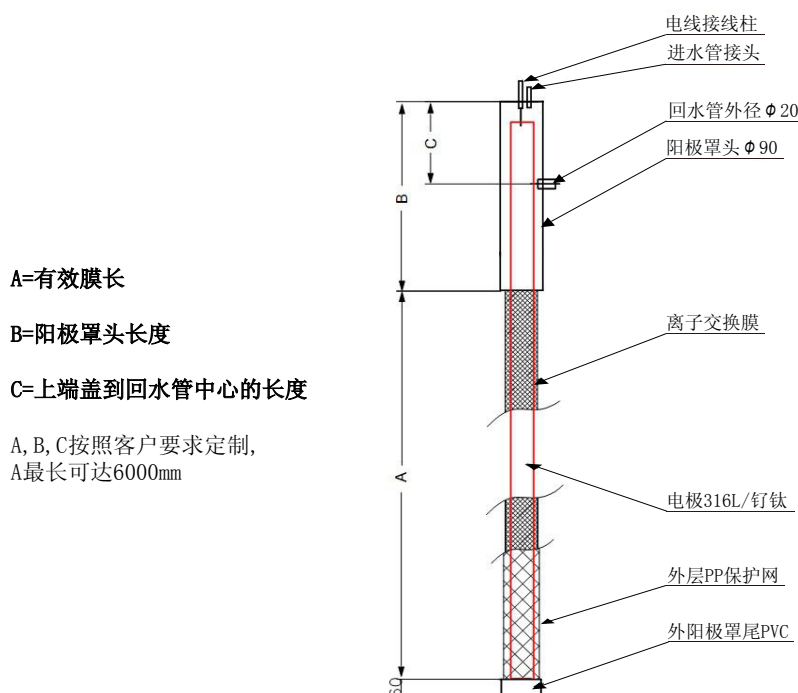 电线接线柱
进水管接头
回水管外径φ20
阳极罩头φ90
C
B
A=有效膜长
B=阳极罩头长度
离子交换膜
C=上端盖到回水管中心的长度
A,B,C按照客户要求定制,
A最长可达6000mm
A
电极316L/钌钛
外层PP保护网
外阳极罩尾PVC
60